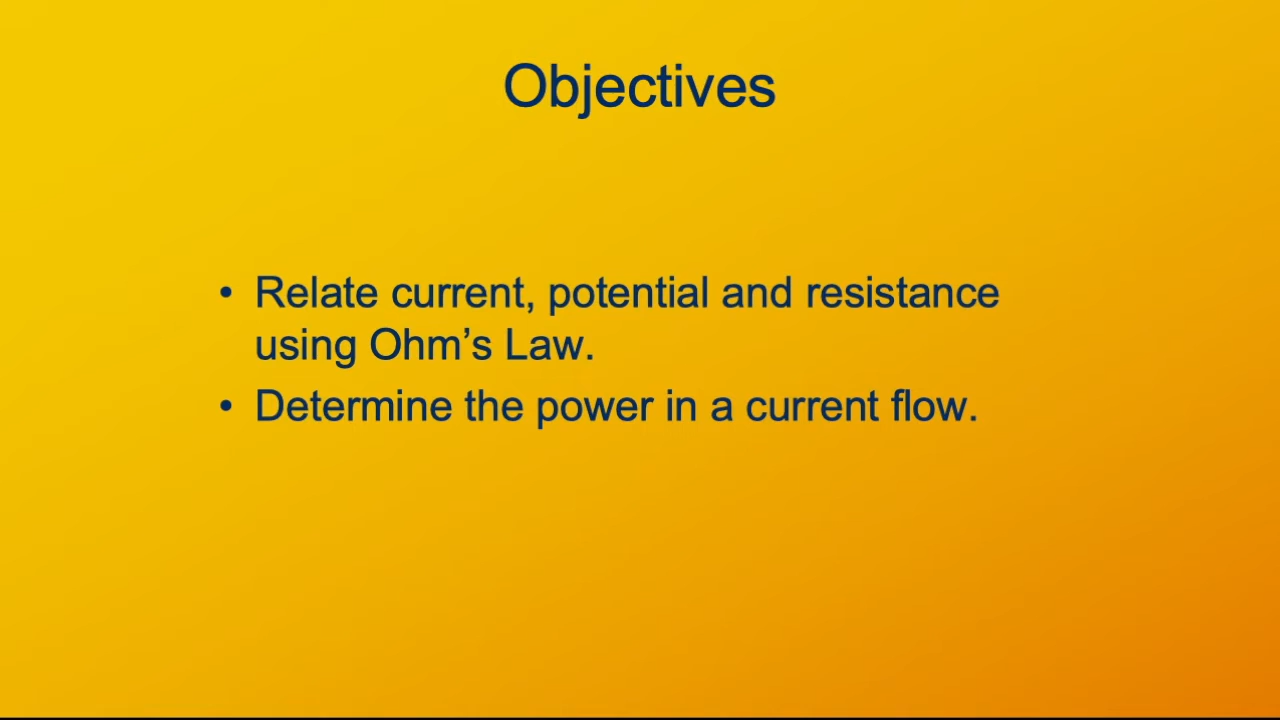 Objectives
• Relate current, potential and resistance
using Ohm’s Law.
• Determine the power in a current flow.